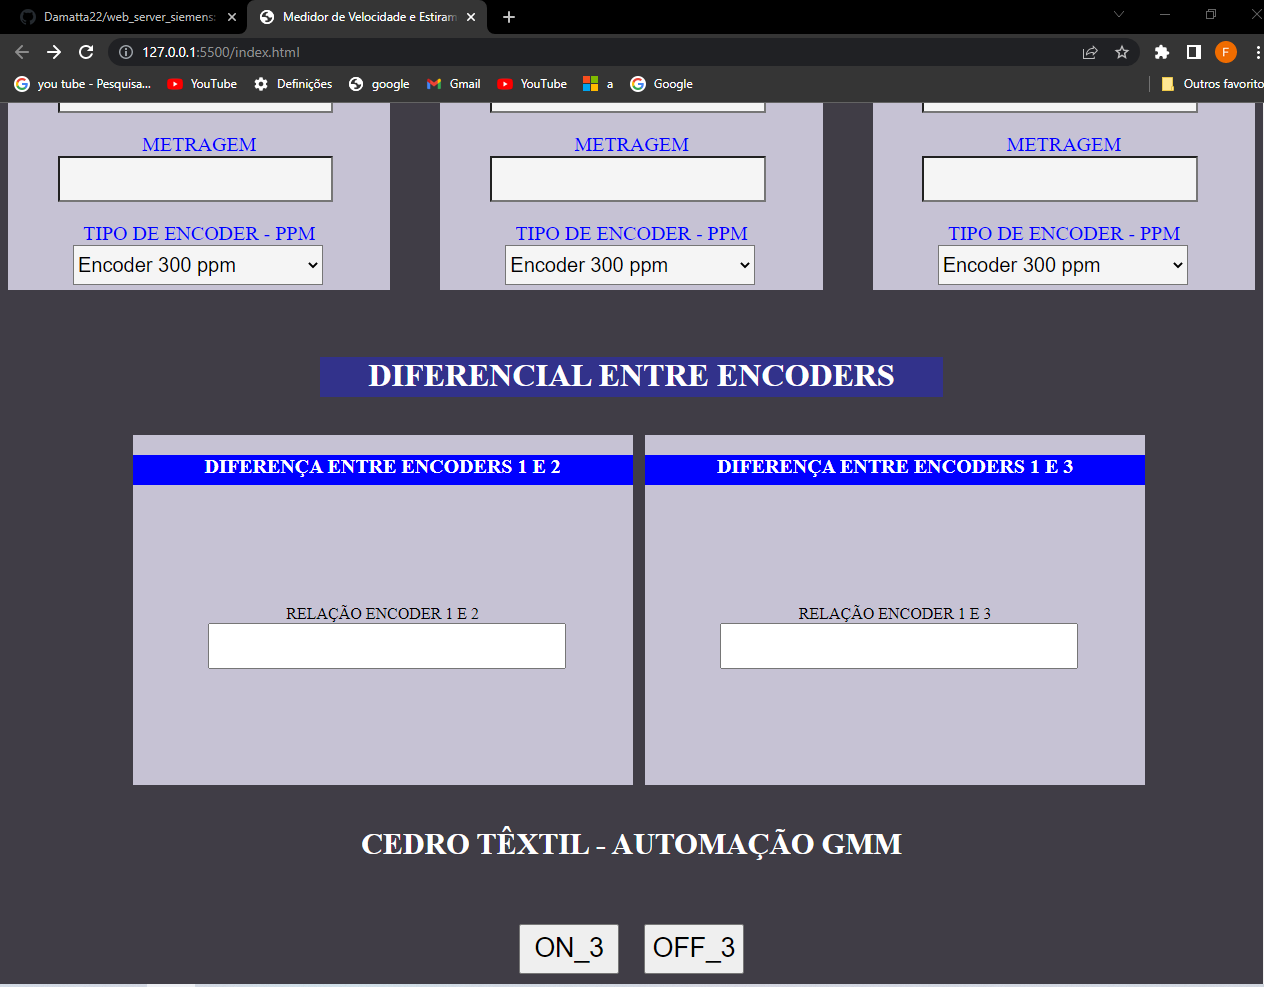 Damatta22/web_server_siemens
Medidor de Velocidade e Estiram
127.0.0.1:5500/index.html
F
you tube - Pesquisa...
YouTube
Definições
google
Gmail
YouTube
a
Google
Outros favorito
METRAGEM
METRAGEM
METRAGEM
TIPO DE ENCODER - PPM
TIPO DE ENCODER - PPM
TIPO DE ENCODER - PPM
Encoder 300 ppm
Encoder 300 ppm
Encoder 300 ppm
DIFERENCIAL ENTRE ENCODERS
DIFERENÇA ENTRE ENCODERS 1 E 2
DIFERENÇA ENTRE ENCODERS 1 E 3
RELAÇÃO ENCODER 1 E 2
RELAÇÃO ENCODER 1 E 3
CEDRO TÊXTIL - AUTOMAÇÃO GMM
ON_3
OFF_3